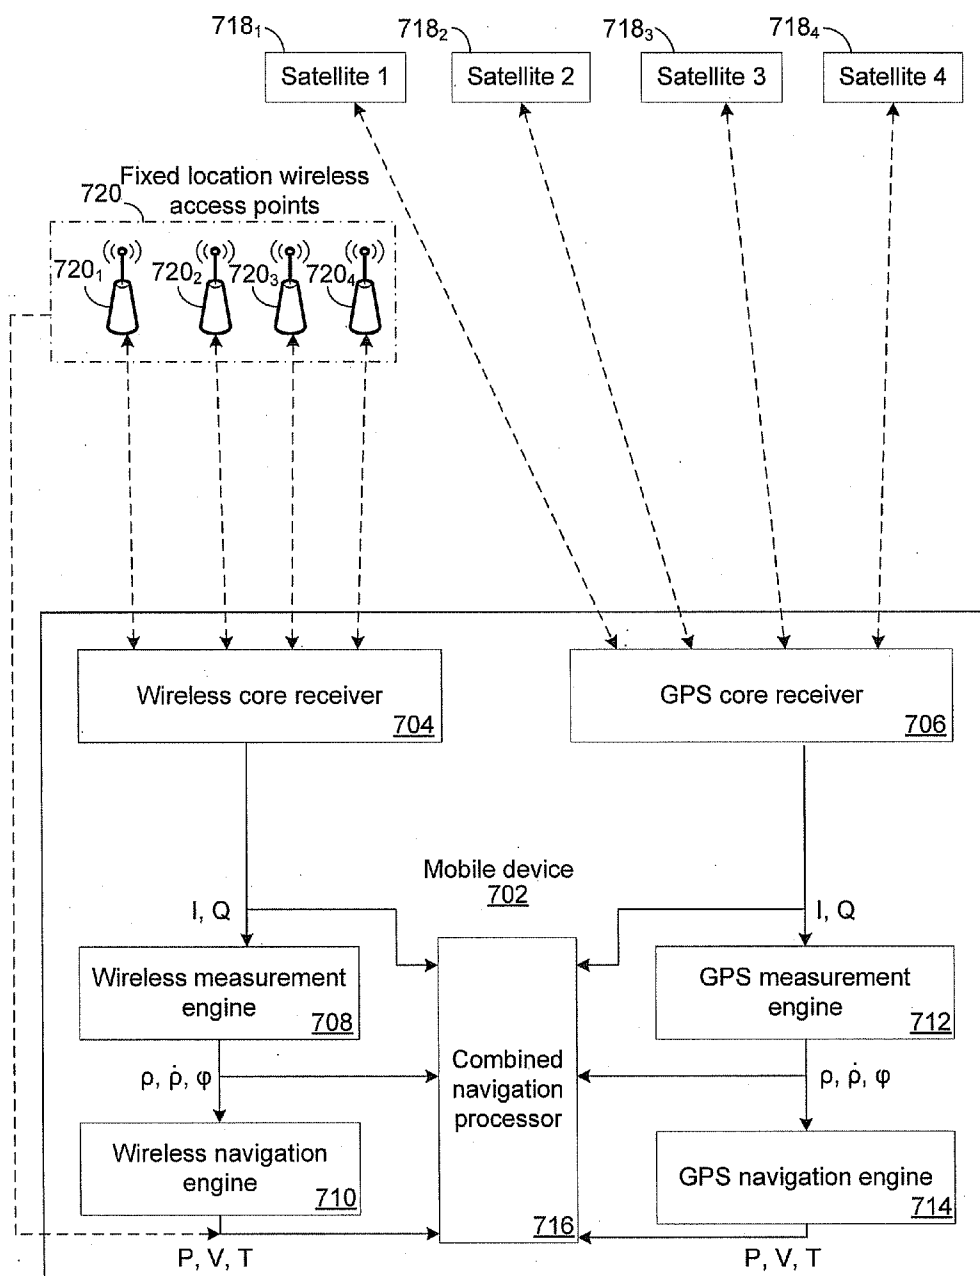 718₁
718₂
718₃
718₄
Satellite 1
Satellite 2
Satellite 3
Satellite 4
Fixed location wireless
access points
720
720₁
720₂
720₃
720₄
Wireless core receiver
704
GPS core receiver
706
Mobile device
702
I, Q
I, Q
Wireless measurement
engine
708
GPS measurement
engine
712
Combined
navigation
processor
716
ρ, ρ̇, φ
ρ, ρ̇, φ
Wireless navigation
engine
710
GPS navigation engine
714
P, V, T
P, V, T